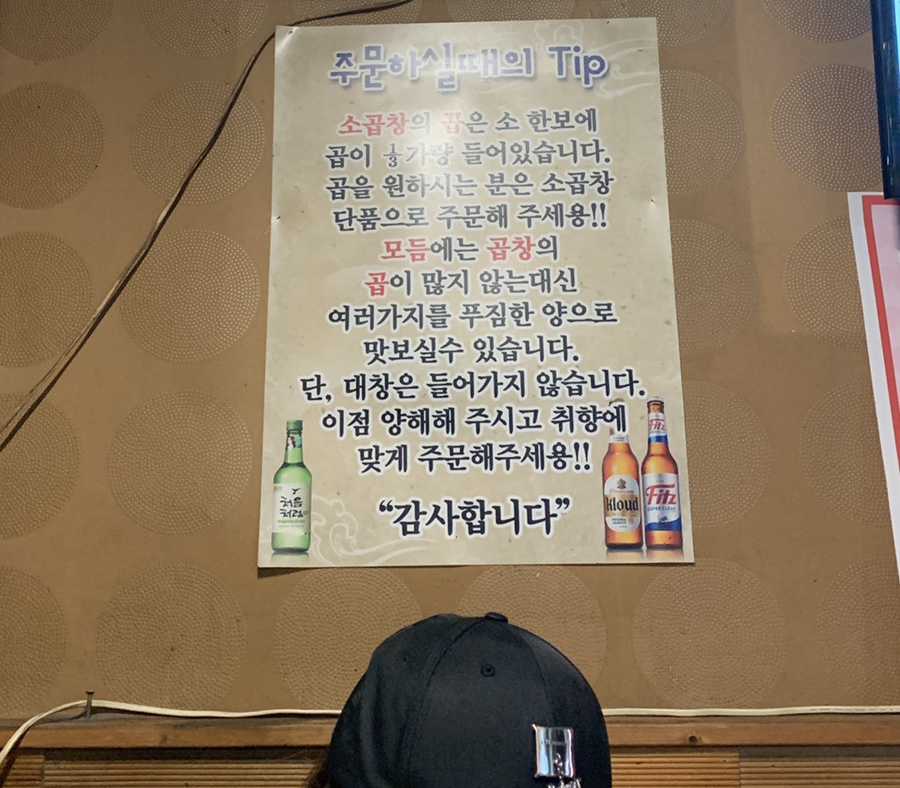 주문하실때의 Tip
소곱창의 곱은 소 한보에
곱이 ⅓가량 들어있습니다.
곱을 원하시는 분은 소곱창
단품으로 주문해 주세용!!
모듬에는 곱창의
곱이 많지 않는대신
여러가지를 푸짐한 양으로
맛보실수 있습니다.
단, 대창은 들어가지 않습니다.
이점 양해해 주시고 취향에
맞게 주문해주세용!!
“감사합니다”
처음
처럼
Kloud
Fitz
Fitz
SUPER CLEAR